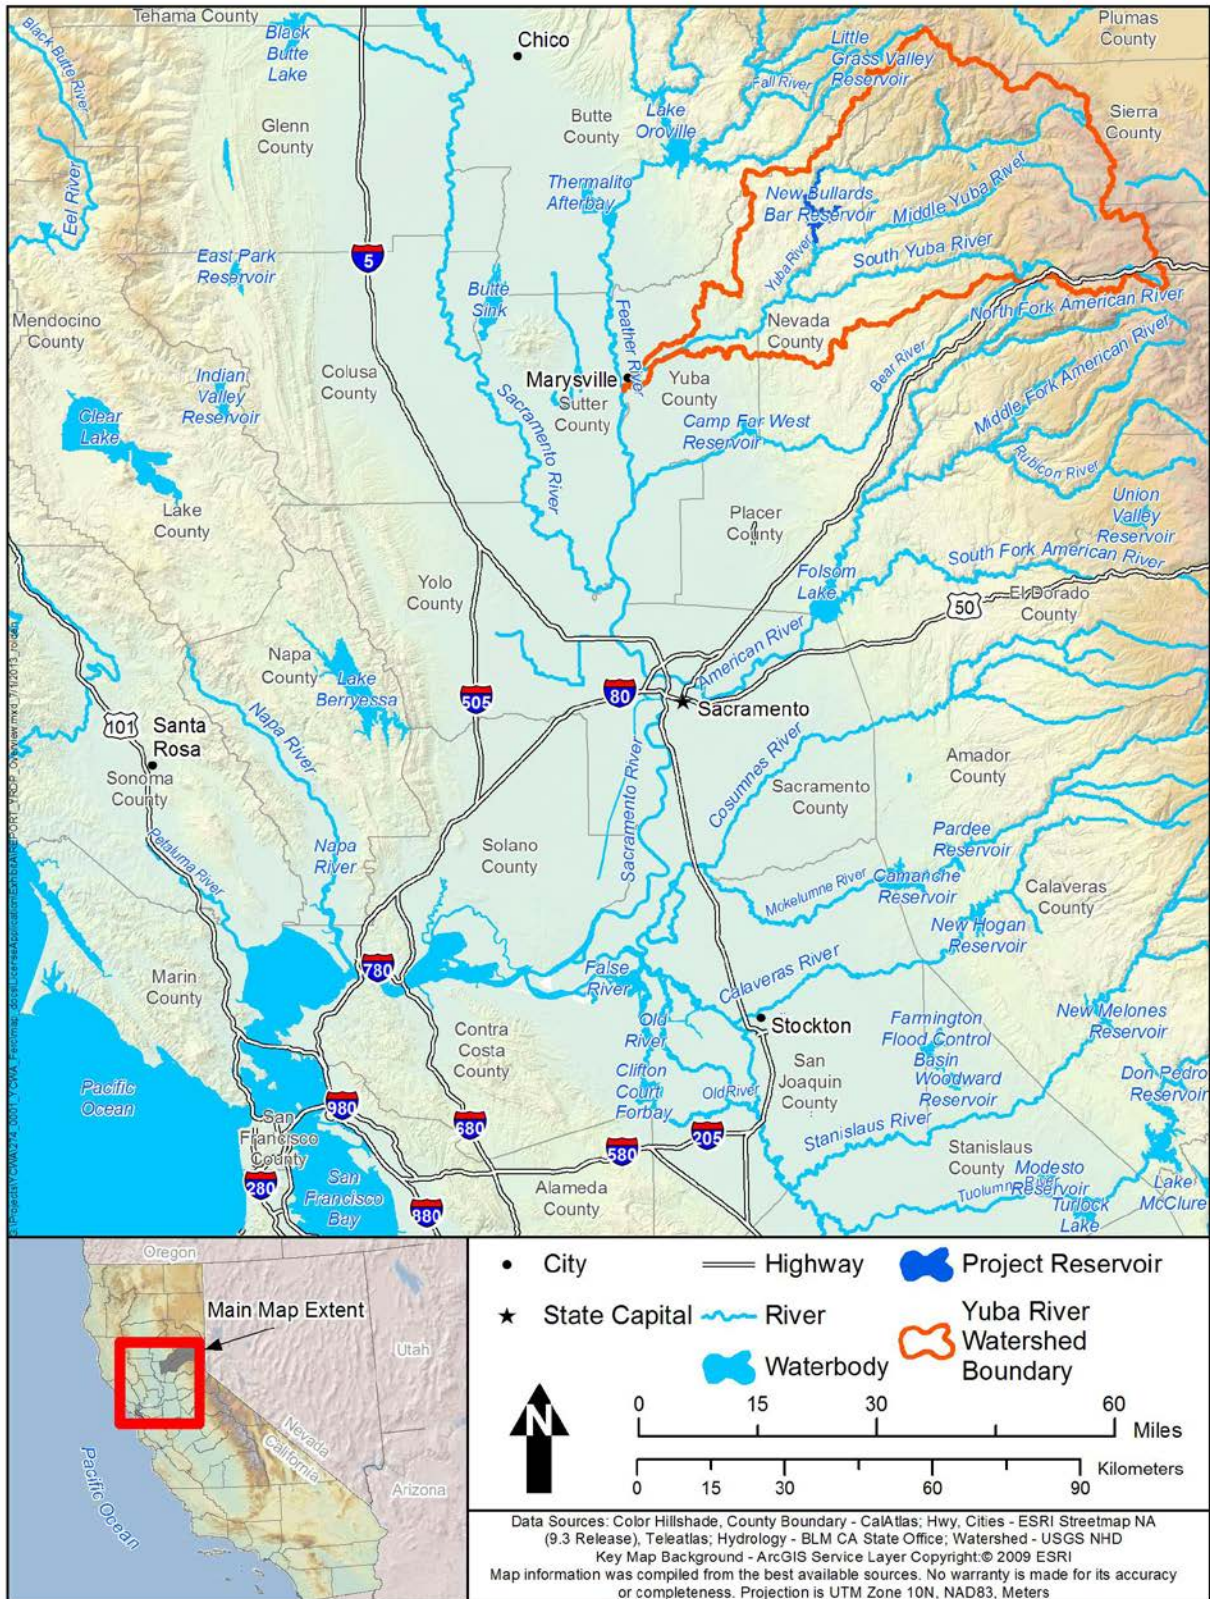 Tehama County
Plumas
County
Black Butte River
Black
Butte
Lake
Chico
Little
Grass Valley
Reservoir
Fall River
Glenn
County
Butte
County
Lake
Oroville
Sierra
County
Eel River
Thermalito
Afterbay
New Bullards
Bar Reservoir
Middle Yuba River
East Park
Reservoir
5
Yuba River
South Yuba River
Butte
Sink
Mendocino
County
Feather River
Nevada
County
North Fork American River
Colusa
County
Marysville
Yuba
County
Bear River
Middle Fork American River
Indian
Valley
Reservoir
Sutter
County
Clear
Lake
Sacramento River
Camp Far West
Reservoir
Rubicon River
Lake
County
Placer
County
Union
Valley
Reservoir
South Fork American River
Yolo
County
Folsom
Lake
50
El Dorado
County
Napa
County
Lake
Berryessa
American River
505
80
Sacramento
101
Santa
Rosa
Napa River
Sonoma
County
Cosumnes River
Amador
County
Sacramento
County
Sacramento River
Petaluma River
Napa
River
Solano
County
Pardee
Reservoir
Mokelumne River
Camanche
Reservoir
Calaveras
County
New Hogan
Reservoir
Marin
County
780
False
River
Calaveras River
Contra
Costa
County
Old
River
Stockton
Farmington
Flood Control
Basin
New Melones
Reservoir
Pacific
Ocean
Clifton
Court
Forbay
Old River
San
Joaquin
County
Woodward
Reservoir
Don Pedro
Reservoir
980
San
Francisco
County
680
580
205
Stanislaus River
Stanislaus
County
280
San
Francisco
Bay
880
Alameda
County
Modesto
Reservoir
Tuolumne River
Turlock
Lake
Lake
McClure
Oregon
Main Map Extent
Utah
Nevada
California
Pacific Ocean
Arizona
City
Highway
Project Reservoir
State Capital
River
Yuba River
Watershed
Boundary
Waterbody
N
0 15 30 60
Miles
0 15 30 60 90
Kilometers
Data Sources: Color Hillshade, County Boundary - CalAtlas; Hwy, Cities - ESRI Streetmap NA
(9.3 Release), Teleatlas; Hydrology - BLM CA State Office; Watershed - USGS NHD
Key Map Background - ArcGIS Service Layer Copyright:© 2009 ESRI
Map information was compiled from the best available sources. No warranty is made for its accuracy
or completeness. Projection is UTM Zone 10N, NAD83, Meters